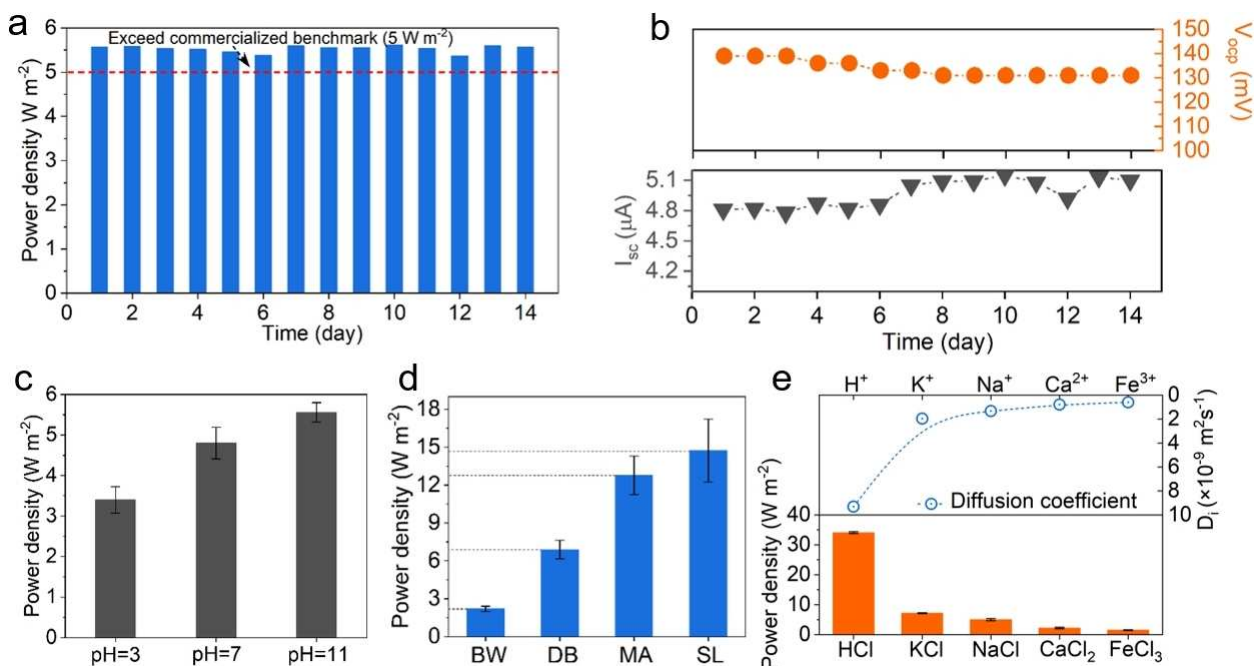 a
Exceed commercialized benchmark (5 W m⁻²)
Power density W m⁻²
6
5
4
3
2
1
0
0 2 4 6 8 10 12 14
Time (day)
b
150
140
130
120
110
100
V_ocp
(mV)
5.1
4.8
4.5
4.2
I_sc (μA)
0 2 4 6 8 10 12 14
Time (day)
c
Power density (W m⁻²)
6
5
4
3
2
1
0
pH=3 pH=7 pH=11
d
Power density (W m⁻²)
18
15
12
9
6
3
0
BW DB MA SL
e
H⁺ K⁺ Na⁺ Ca²⁺ Fe³⁺
0
2
4
6
8
10
D_i (×10⁻⁹ m²s⁻¹)
Diffusion coefficient
Power density (W m⁻²)
40
30
20
10
0
HCl KCl NaCl CaCl₂ FeCl₃